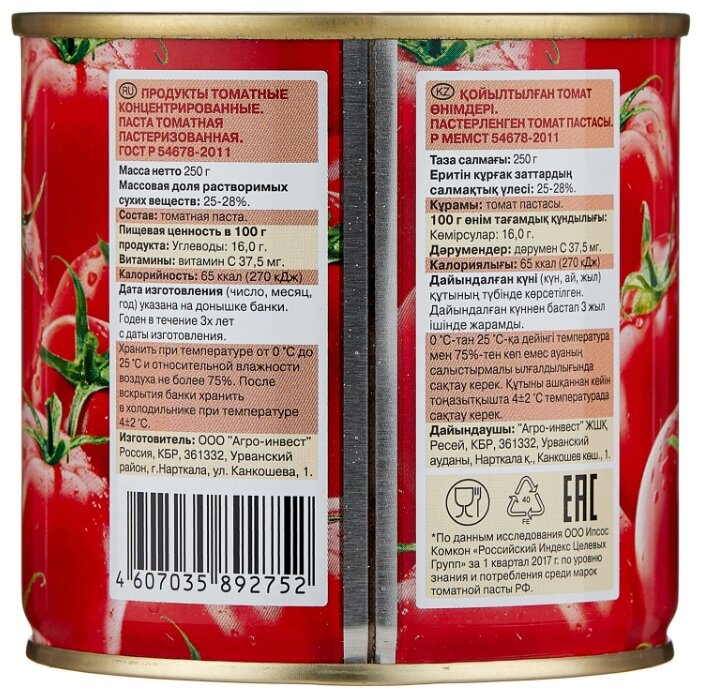 RU ПРОДУКТЫ ТОМАТНЫЕ
КОНЦЕНТРИРОВАННЫЕ.
ПАСТА ТОМАТНАЯ
ПАСТЕРИЗОВАННАЯ.
ГОСТ Р 54678-2011
Масса нетто 250 г
Массовая доля растворимых
сухих веществ: 25-28%.
Состав: томатная паста.
Пищевая ценность в 100 г
продукта: Углеводы: 16,0 г.
Витамины: витамин С 37,5 мг.
Калорийность: 65 ккал (270 кДж)
Дата изготовления (число, месяц,
год) указана на донышке банки.
Годен в течение 3х лет
с даты изготовления.
Хранить при температуре от 0 °С до
25 °С и относительной влажности
воздуха не более 75%. После
вскрытия банки хранить
в холодильнике при температуре
4±2 °С.
Изготовитель: ООО "Агро-инвест"
Россия, КБР, 361332, Урванский
район, г.Нарткала, ул. Канкошева, 1.
4 607035 892752
KZ ҚОЙЫЛТЫЛҒАН ТОМАТ
ӨНІМДЕРІ.
ПАСТЕРЛЕНГЕН ТОМАТ ПАСТАСЫ.
Р МЕМСТ 54678-2011
Таза салмағы: 250 г
Еритін құрғак заттардың
салмақтық үлесі: 25-28%.
Құрамы: томат пастасы.
100 г өнім тағамдық құндылығы:
Көмірсулар: 16,0 г.
Дәрумендер: дәрумен С 37,5 мг.
Калориялығы: 65 ккал (270 кДж)
Дайындалған күні (күн, ай, жыл)
құтының түбінде көрсетілген.
Дайындалған күннен бастап 3 жыл
ішінде жарамды.
0 °С-тан 25 °С-қа дейінгі температура
мен 75%-тен көп емес ауаның
салыстырмалы ылғалдылығында
сақтау керек. Құтыны ашқаннан кейін
тоңазытқышта 4±2 °С температурада
сақтау керек.
Дайындаушы: "Агро-инвест" ЖШҚ
Ресей, КБР, 361332, Урванский
ауданы, Нарткала қ., Канкошев көш., 1.
40
FE
EAC
*По данным исследования ООО Ипсос
Комкон «Российский Индекс Целевых
Групп» за 1 квартал 2017 г. по уровню
знания и потребления среди марок
томатной пасты РФ.